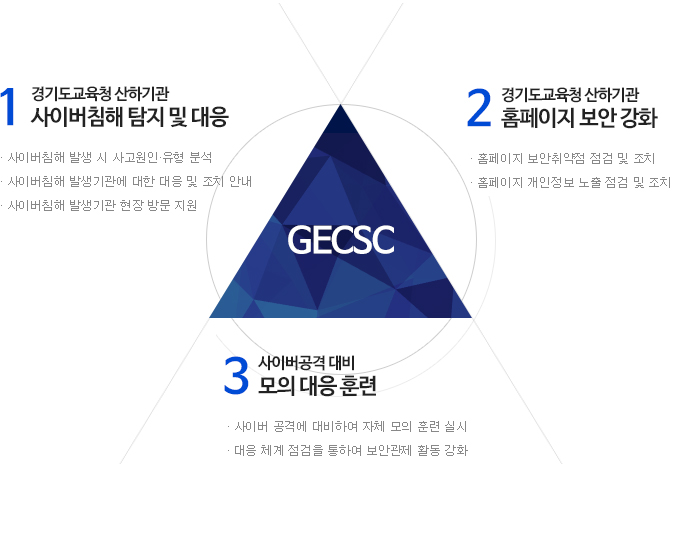 1 경기도교육청 산하기관
사이버침해 탐지 및 대응
· 사이버침해 발생 시 사고원인·유형 분석
· 사이버침해 발생기관에 대한 대응 및 조치 안내
· 사이버침해 발생기관 현장 방문 지원
2 경기도교육청 산하기관
홈페이지 보안 강화
· 홈페이지 보안취약점 점검 및 조치
· 홈페이지 개인정보 노출 점검 및 조치
GECSC
3 사이버공격 대비
모의 대응 훈련
· 사이버 공격에 대비하여 자체 모의 훈련 실시
· 대응 체계 점검을 통하여 보안관제 활동 강화